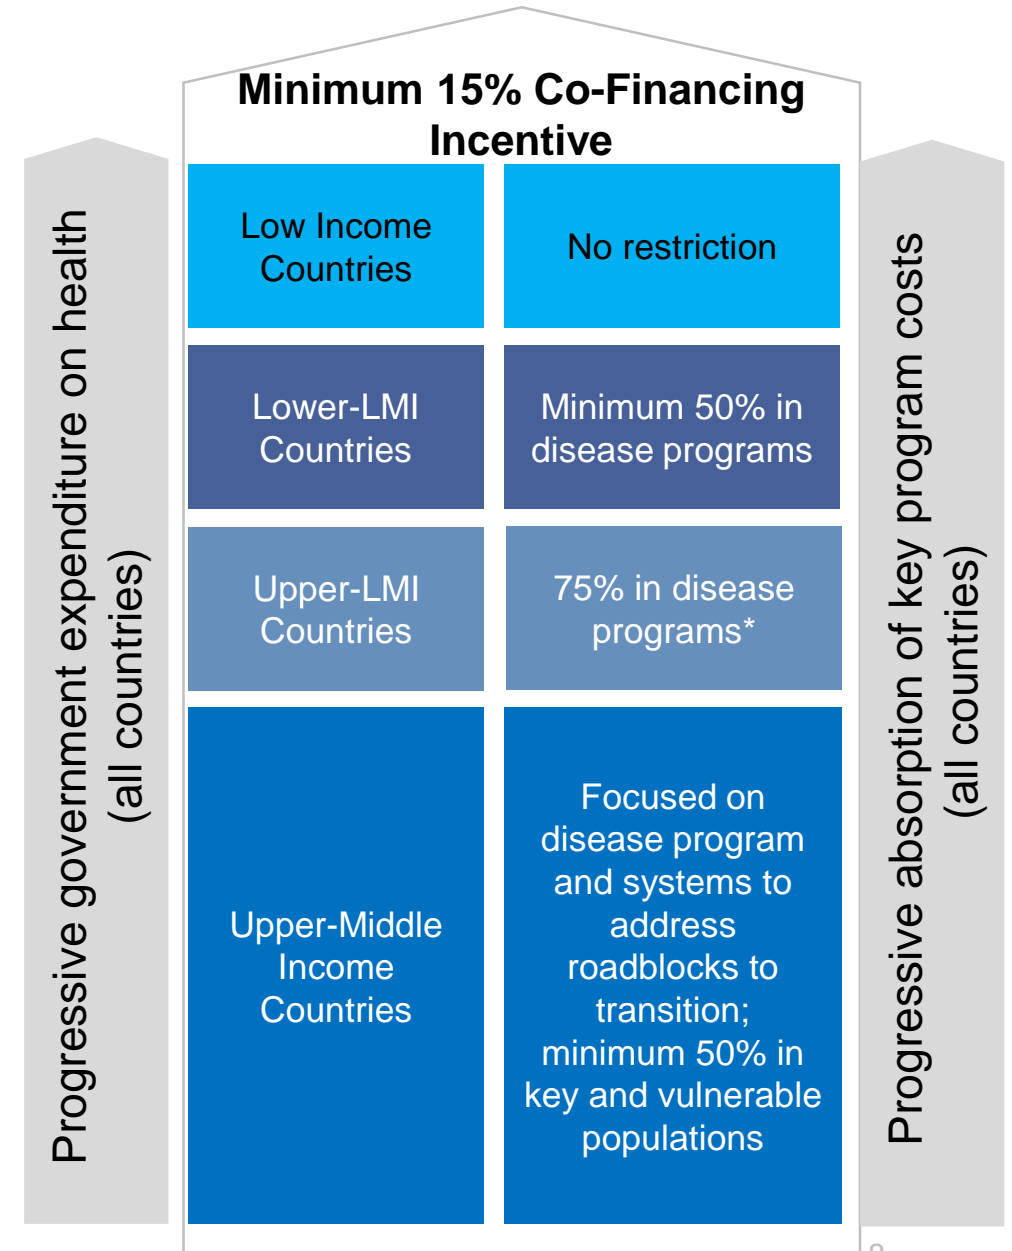 Minimum 15% Co-Financing
Incentive
Progressive government expenditure on health
(all countries)
Low Income
Countries
No restriction
Lower-LMI
Countries
Minimum 50% in
disease programs
Upper-LMI
Countries
75% in disease
programs*
Upper-Middle
Income
Countries
Focused on
disease program
and systems to
address
roadblocks to
transition;
minimum 50% in
key and vulnerable
populations
Progressive absorption of key program costs
(all countries)